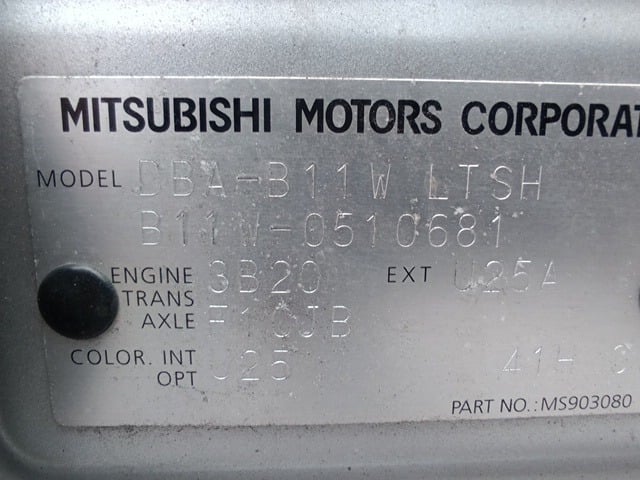 MITSUBISHI MOTORS CORPORAT
MODEL DBA-B11W LTSH
B11W-0510681
ENGINE 3B20 EXT U25A
TRANS
AXLE F1CJB
COLOR. INT
OPT U25 41H
PART NO.:MS903080